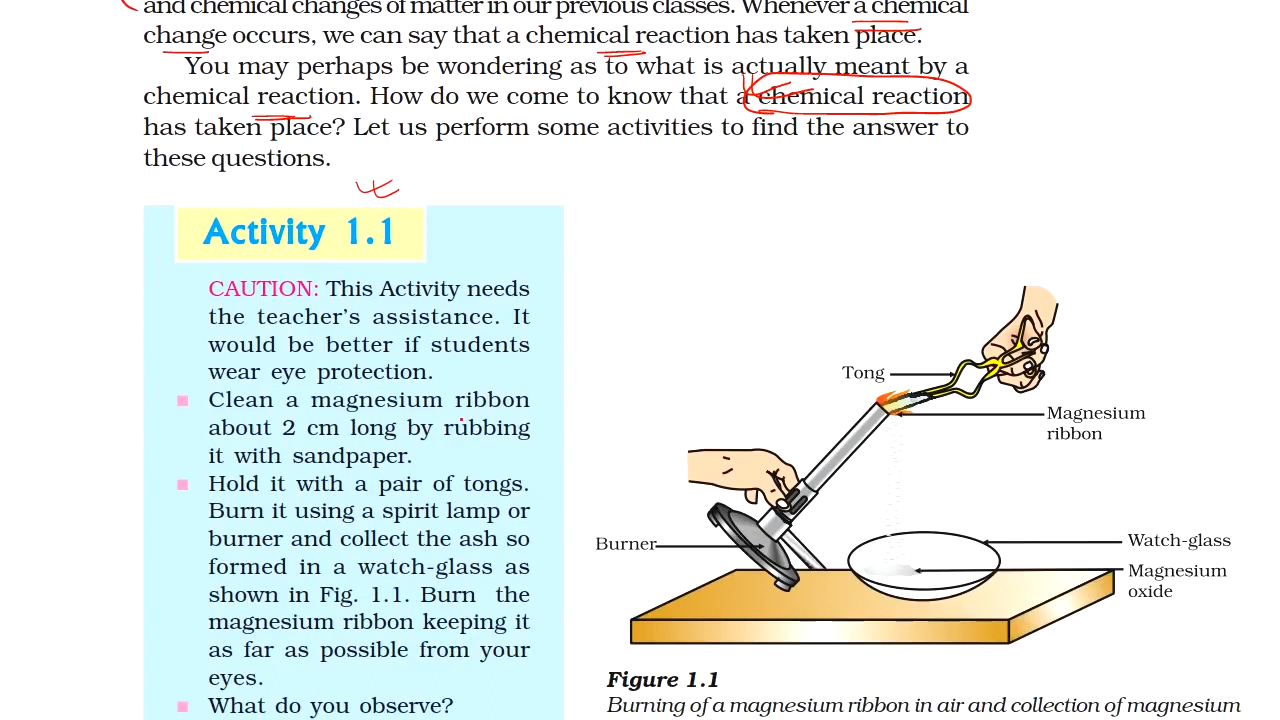 and chemical changes of matter in our previous classes. Whenever a chemical
change occurs, we can say that a chemical reaction has taken place.
You may perhaps be wondering as to what is actually meant by a
chemical reaction. How do we come to know that a chemical reaction
has taken place? Let us perform some activities to find the answer to
these questions.
Activity 1.1
CAUTION: This Activity needs
the teacher's assistance. It
would be better if students
wear eye protection.
Clean a magnesium ribbon
about 2 cm long by rubbing
it with sandpaper.
Hold it with a pair of tongs.
Burn it using a spirit lamp or
burner and collect the ash so
formed in a watch-glass as
shown in Fig. 1.1. Burn the
magnesium ribbon keeping it
as far as possible from your
eyes.
What do you observe?
Tong
Magnesium
ribbon
Burner
Watch-glass
Magnesium
oxide
Figure 1.1
Burning of a magnesium ribbon in air and collection of magnesium